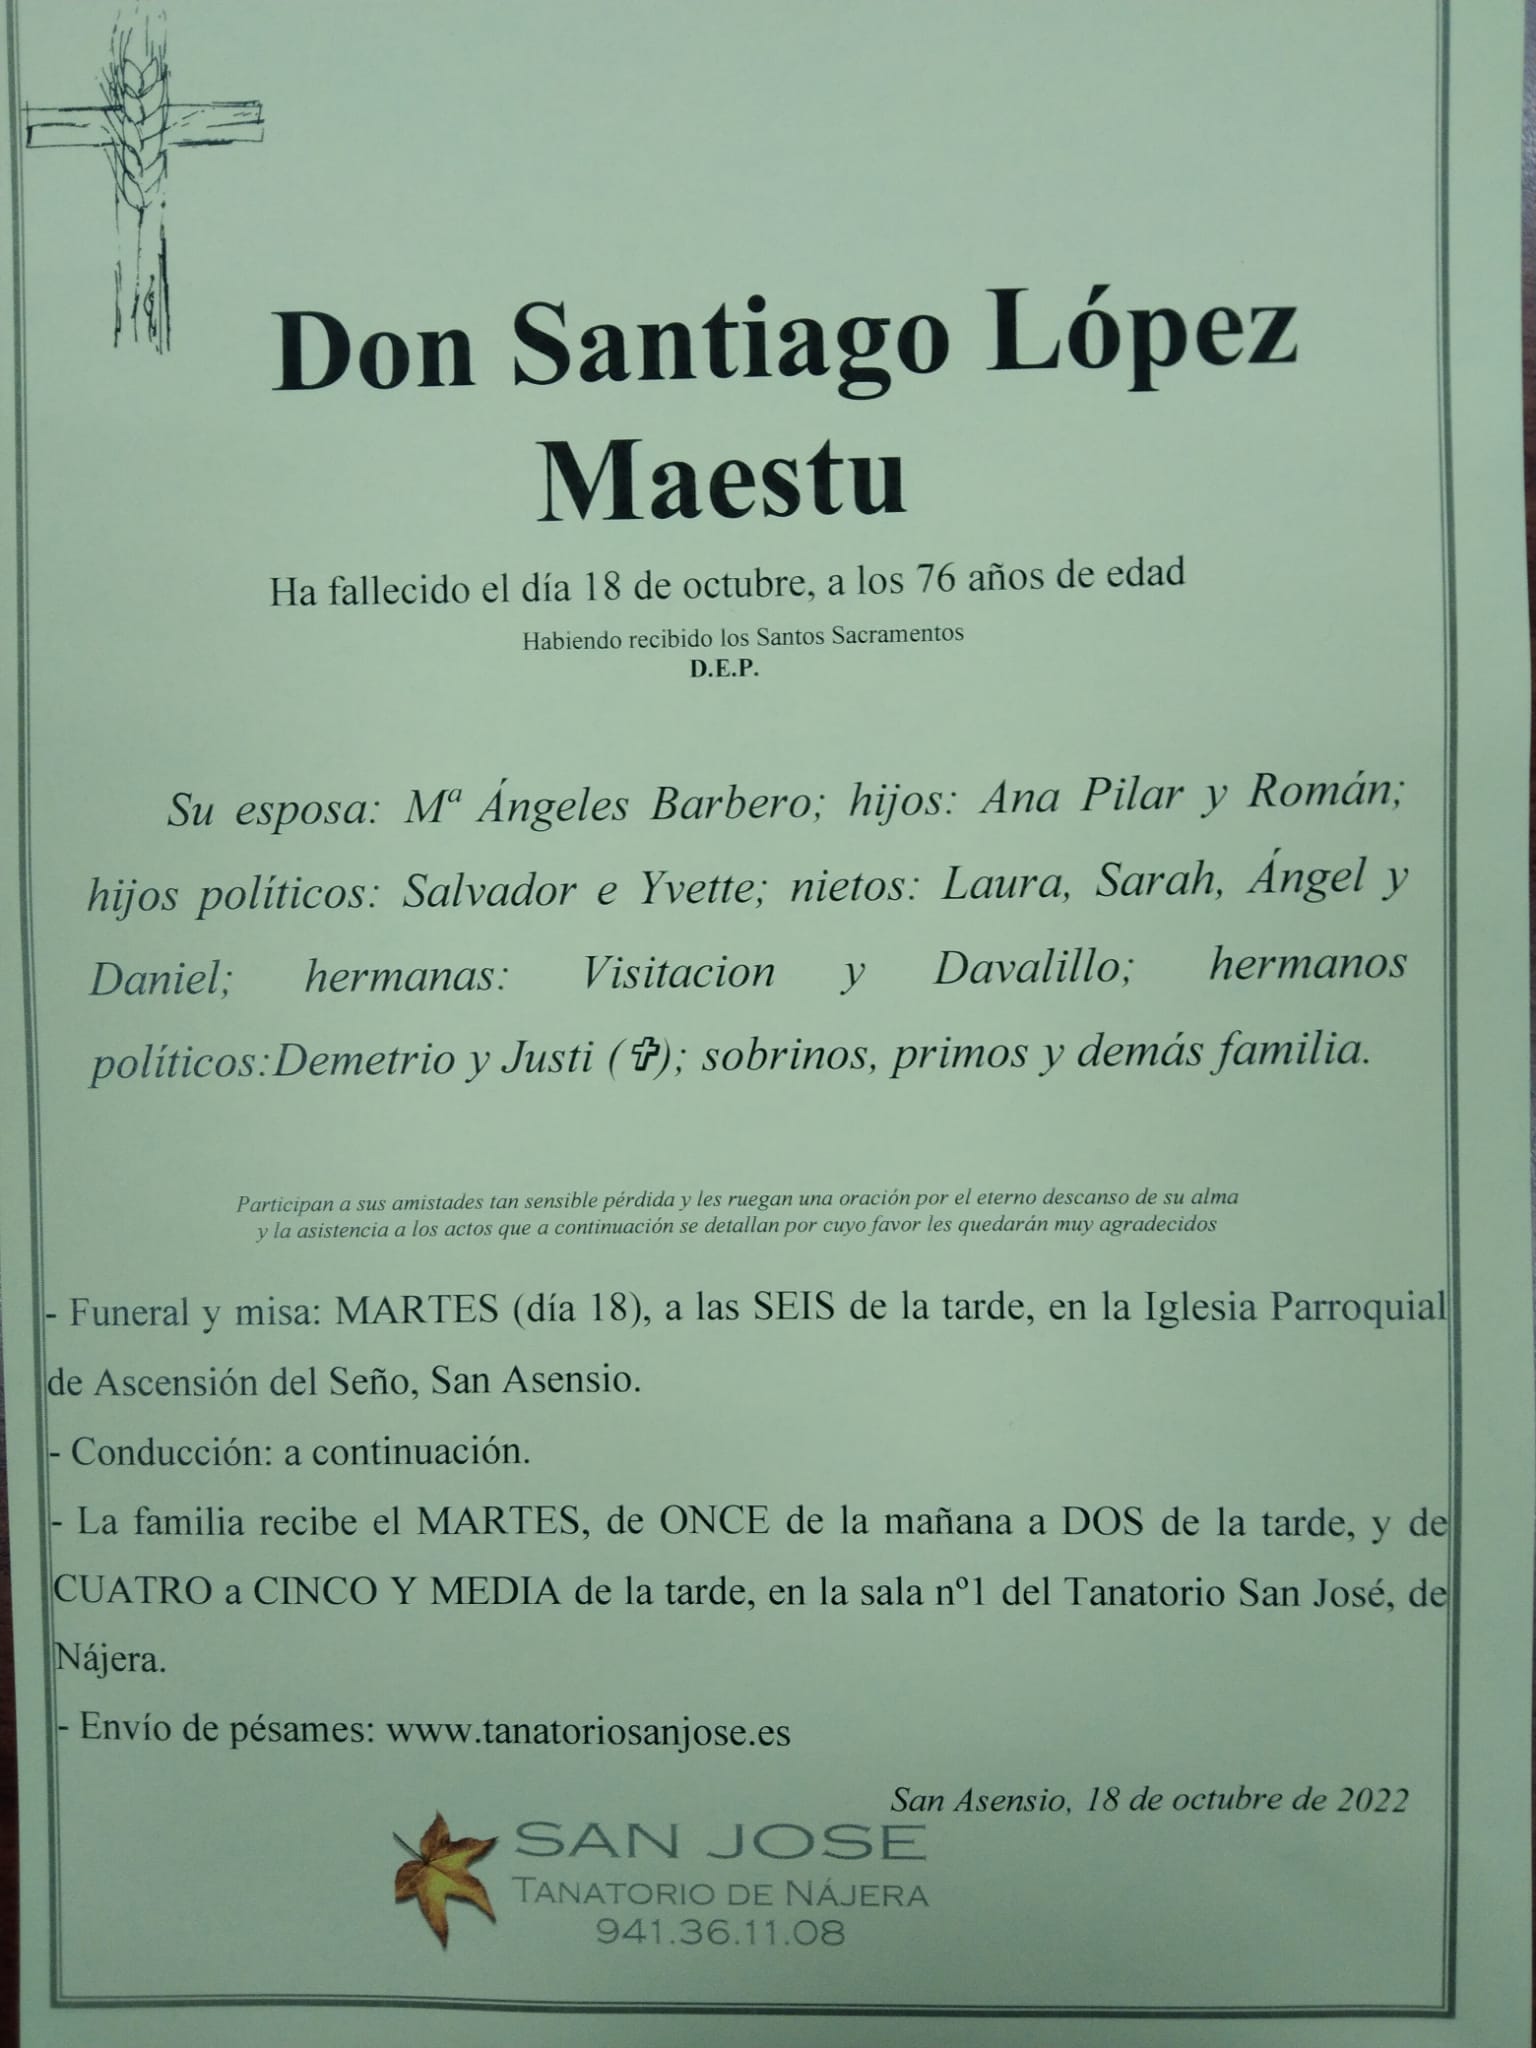 Don Santiago López
Maestu
Ha fallecido el día 18 de octubre, a los 76 años de edad
Habiendo recibido los Santos Sacramentos
D.E.P.
Su esposa: Mª Ángeles Barbero; hijos: Ana Pilar y Román;
hijos políticos: Salvador e Yvette; nietos: Laura, Sarah, Ángel y
Daniel; hermanas: Visitacion y Davalillo; hermanos
políticos:Demetrio y Justi (✞); sobrinos, primos y demás familia.
Participan a sus amistades tan sensible pérdida y les ruegan una oración por el eterno descanso de su alma
y la asistencia a los actos que a continuación se detallan por cuyo favor les quedarán muy agradecidos
- Funeral y misa: MARTES (día 18), a las SEIS de la tarde, en la Iglesia Parroquial
de Ascensión del Seño, San Asensio.
- Conducción: a continuación.
- La familia recibe el MARTES, de ONCE de la mañana a DOS de la tarde, y de
CUATRO a CINCO Y MEDIA de la tarde, en la sala nº1 del Tanatorio San José, de
Nájera.
- Envío de pésames: www.tanatoriosanjose.es
San Asensio, 18 de octubre de 2022
SAN JOSE
TANATORIO DE NÁJERA
941.36.11.08